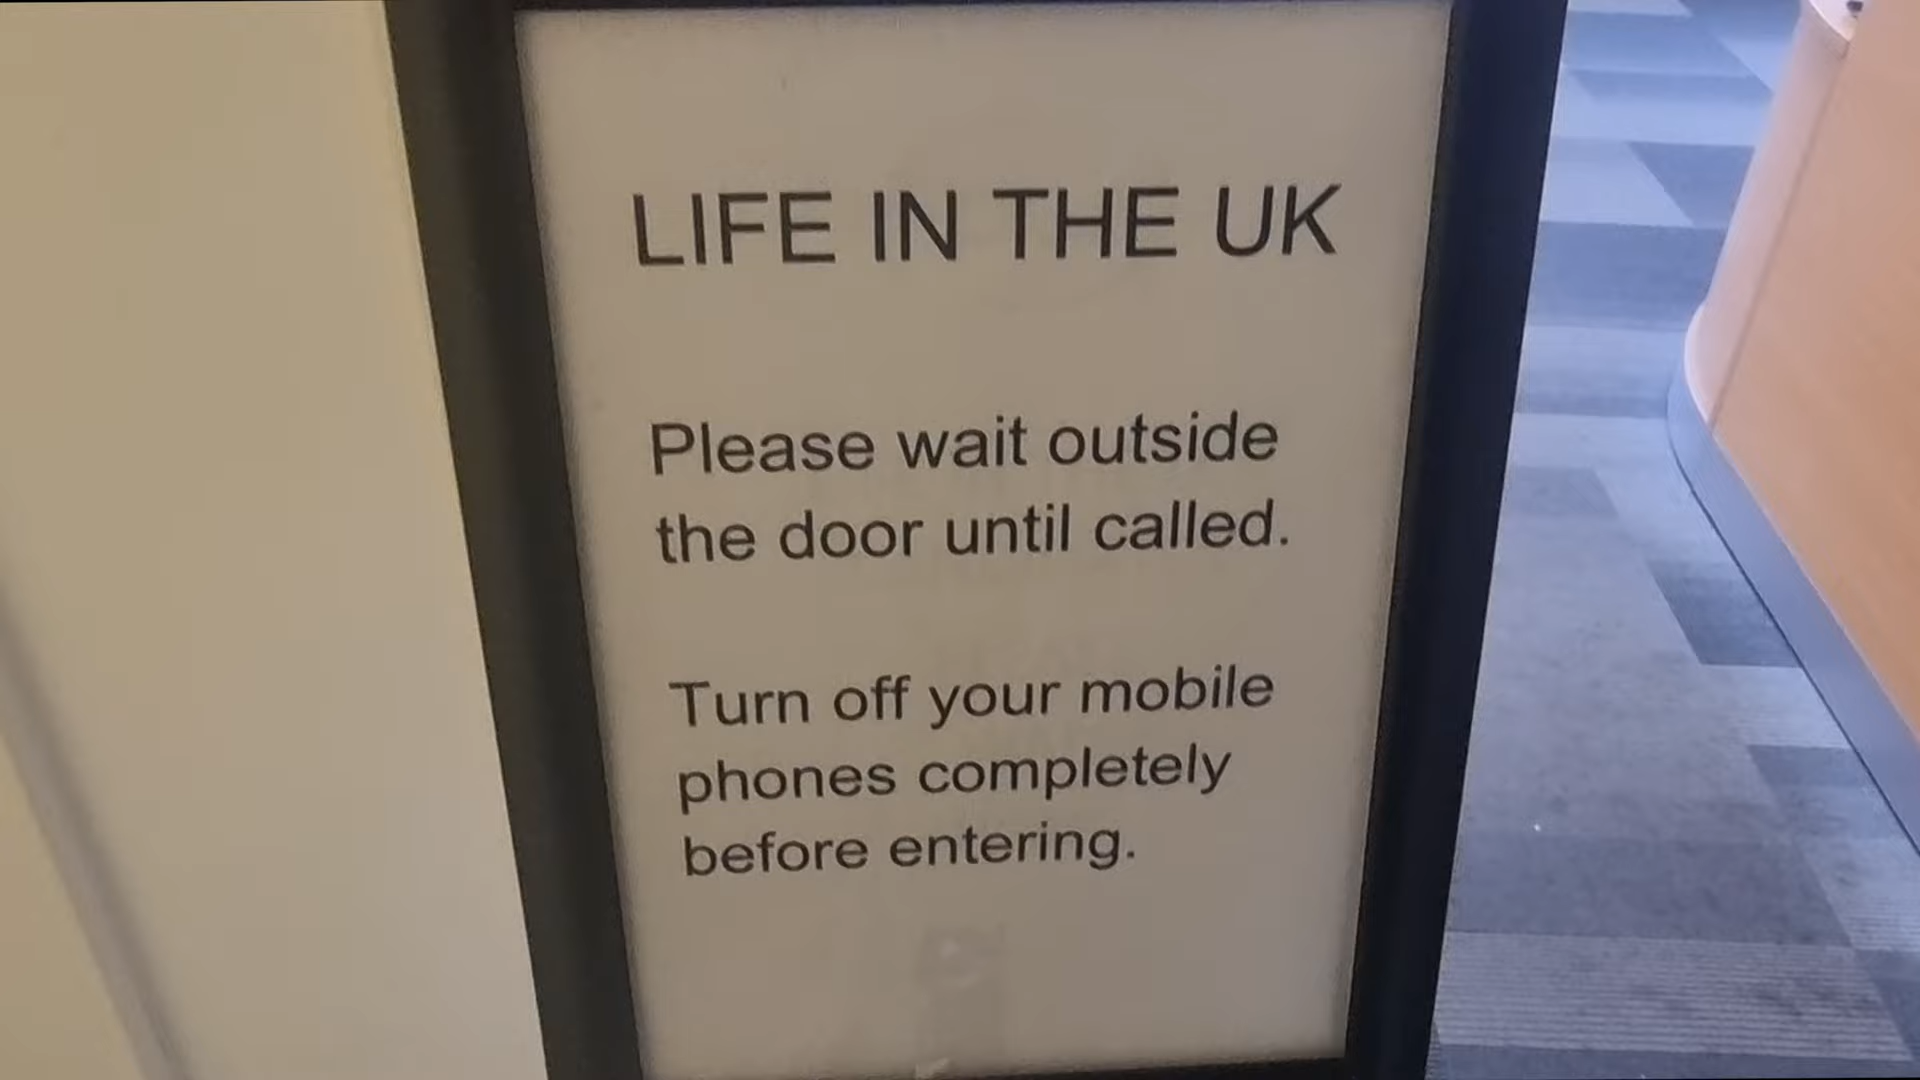 LIFE IN THE UK
Please wait outside
the door until called.
Turn off your mobile
phones completely
before entering.